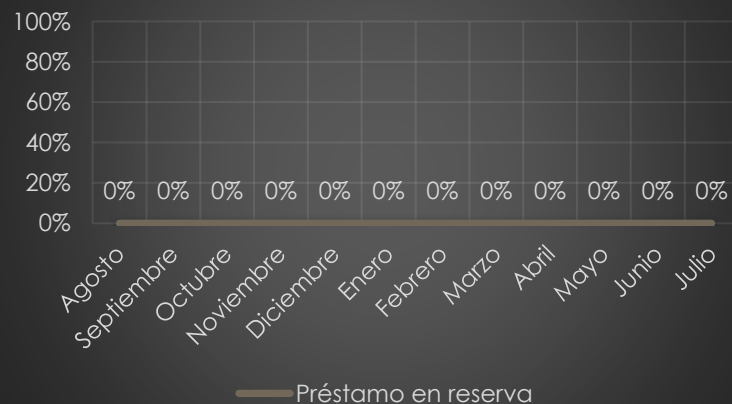 100%
80%
60%
40%
20%
0%
0% 0% 0% 0% 0% 0% 0% 0% 0% 0% 0% 0%
Agosto
Septiembre
Octubre
Noviembre
Diciembre
Enero
Febrero
Marzo
Abril
Mayo
Junio
Julio
Préstamo en reserva